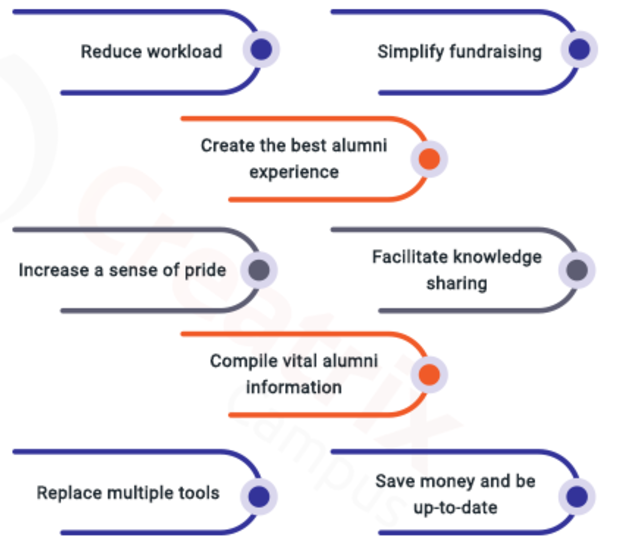 Reduce workload
Simplify fundraising
Create the best alumni
experience
Increase a sense of pride
Facilitate knowledge
sharing
Compile vital alumni
information
Replace multiple tools
Save money and be
up-to-date
Creatrix
campus